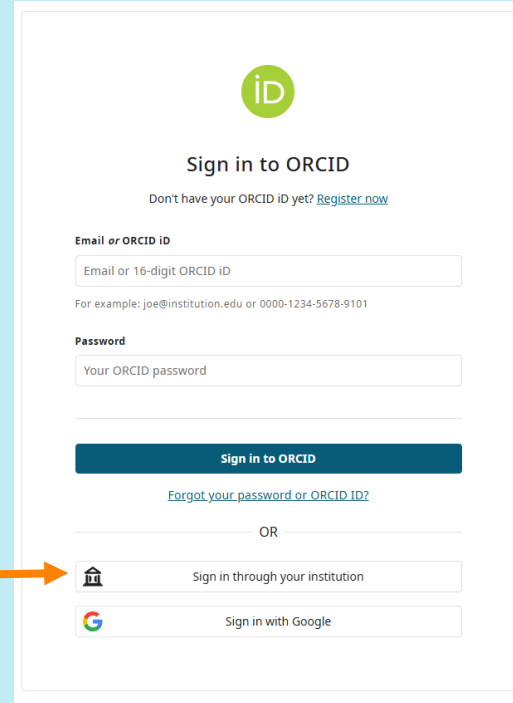 iD
Sign in to ORCID
Don't have your ORCID iD yet? Register now
Email or ORCID iD
Email or 16-digit ORCID iD
For example: joe@institution.edu or 0000-1234-5678-9101
Password
Your ORCID password
Sign in to ORCID
Forgot your password or ORCID ID?
OR
Sign in through your institution
G
Sign in with Google